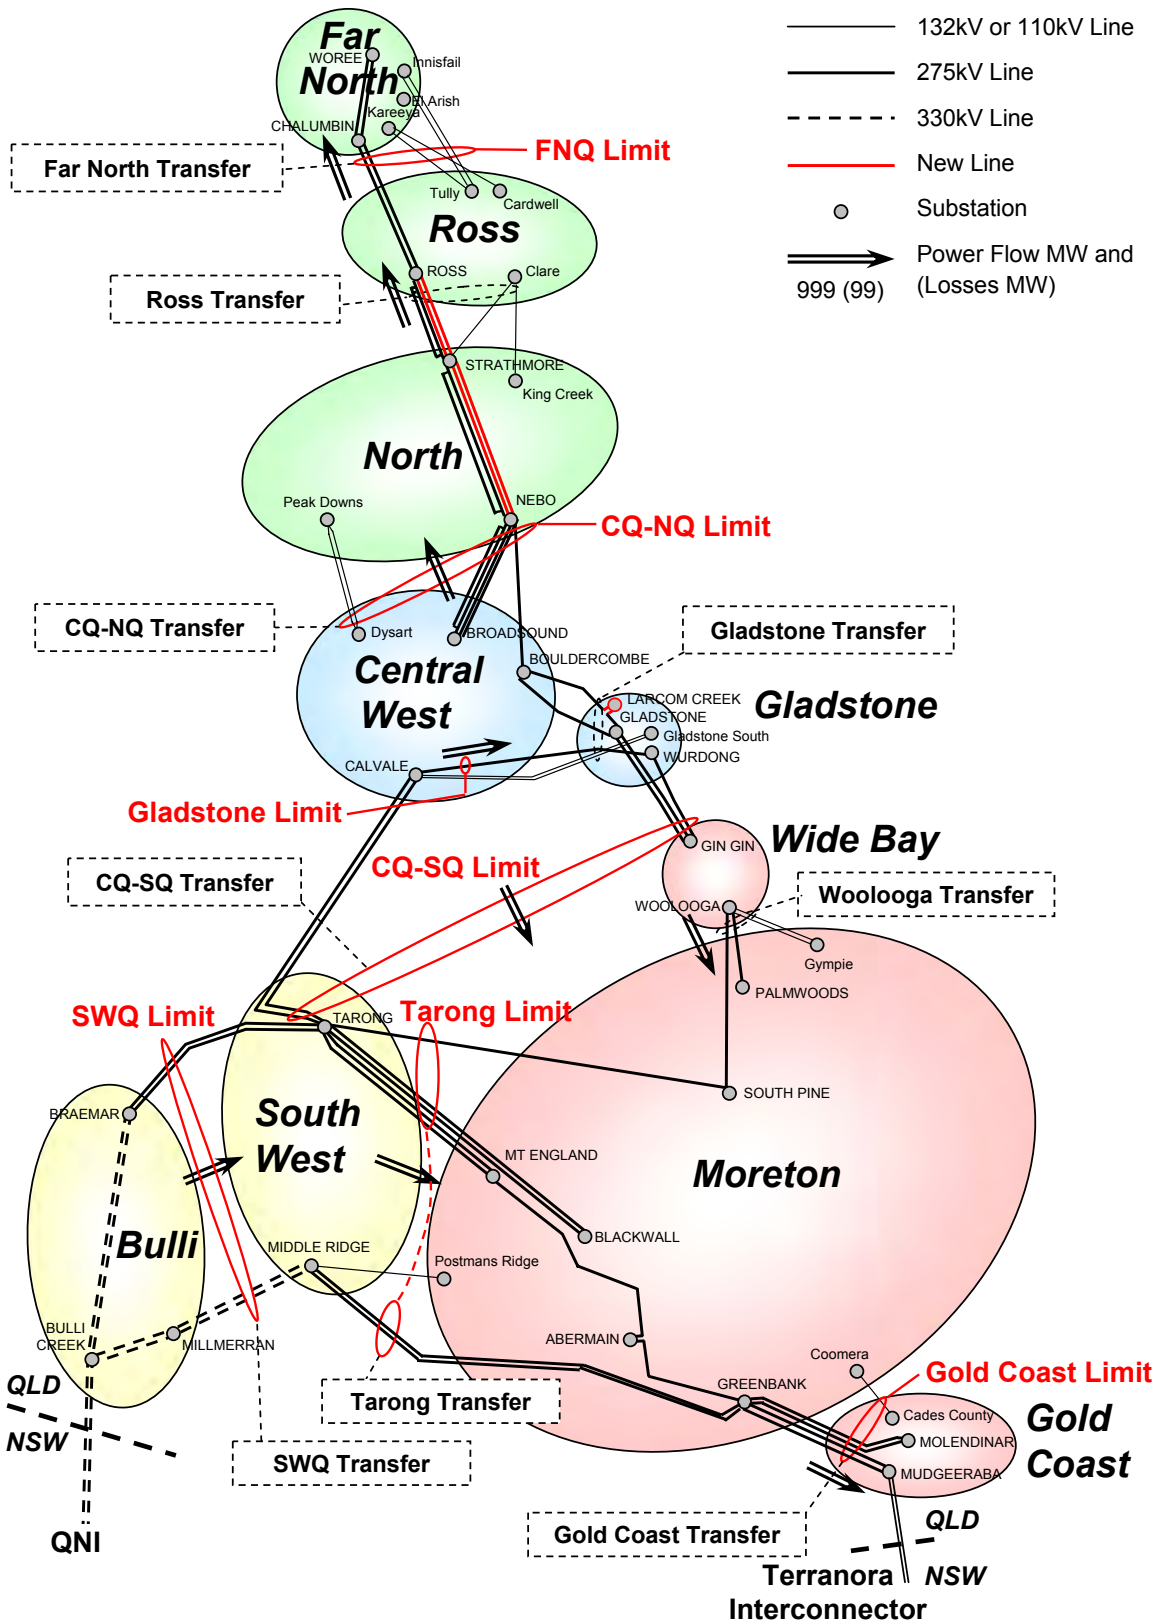 Far
North
WOREE
Innisfail
El Arish
Kareeya
CHALUMBIN
Far North Transfer
FNQ Limit
132kV or 110kV Line
275kV Line
330kV Line
New Line
Substation
Power Flow MW and
(Losses MW)
999 (99)
Tully
Cardwell
Ross
ROSS
Clare
Ross Transfer
STRATHMORE
King Creek
North
Peak Downs
NEBO
CQ-NQ Limit
CQ-NQ Transfer
Dysart
BROADSOUND
Gladstone Transfer
BOULDERCOMBE
Central
West
LARCOM CREEK
GLADSTONE
Gladstone South
WURDONG
Gladstone
CALVALE
Gladstone Limit
Wide Bay
GIN GIN
CQ-SQ Transfer
CQ-SQ Limit
Woolooga Transfer
WOOLOOGA
Gympie
PALMWOODS
SWQ Limit
Tarong Limit
TARONG
SOUTH PINE
BRAEMAR
South
West
MT ENGLAND
Moreton
Bulli
BLACKWALL
MIDDLE RIDGE
Postmans Ridge
BULLI
CREEK
MILLMERRAN
ABERMAIN
Coomera
Gold Coast Limit
QLD
NSW
Tarong Transfer
GREENBANK
Cades County
MOLENDINAR
MUDGEERABA
Gold
Coast
SWQ Transfer
QNI
Gold Coast Transfer
QLD
NSW
Terranora
Interconnector